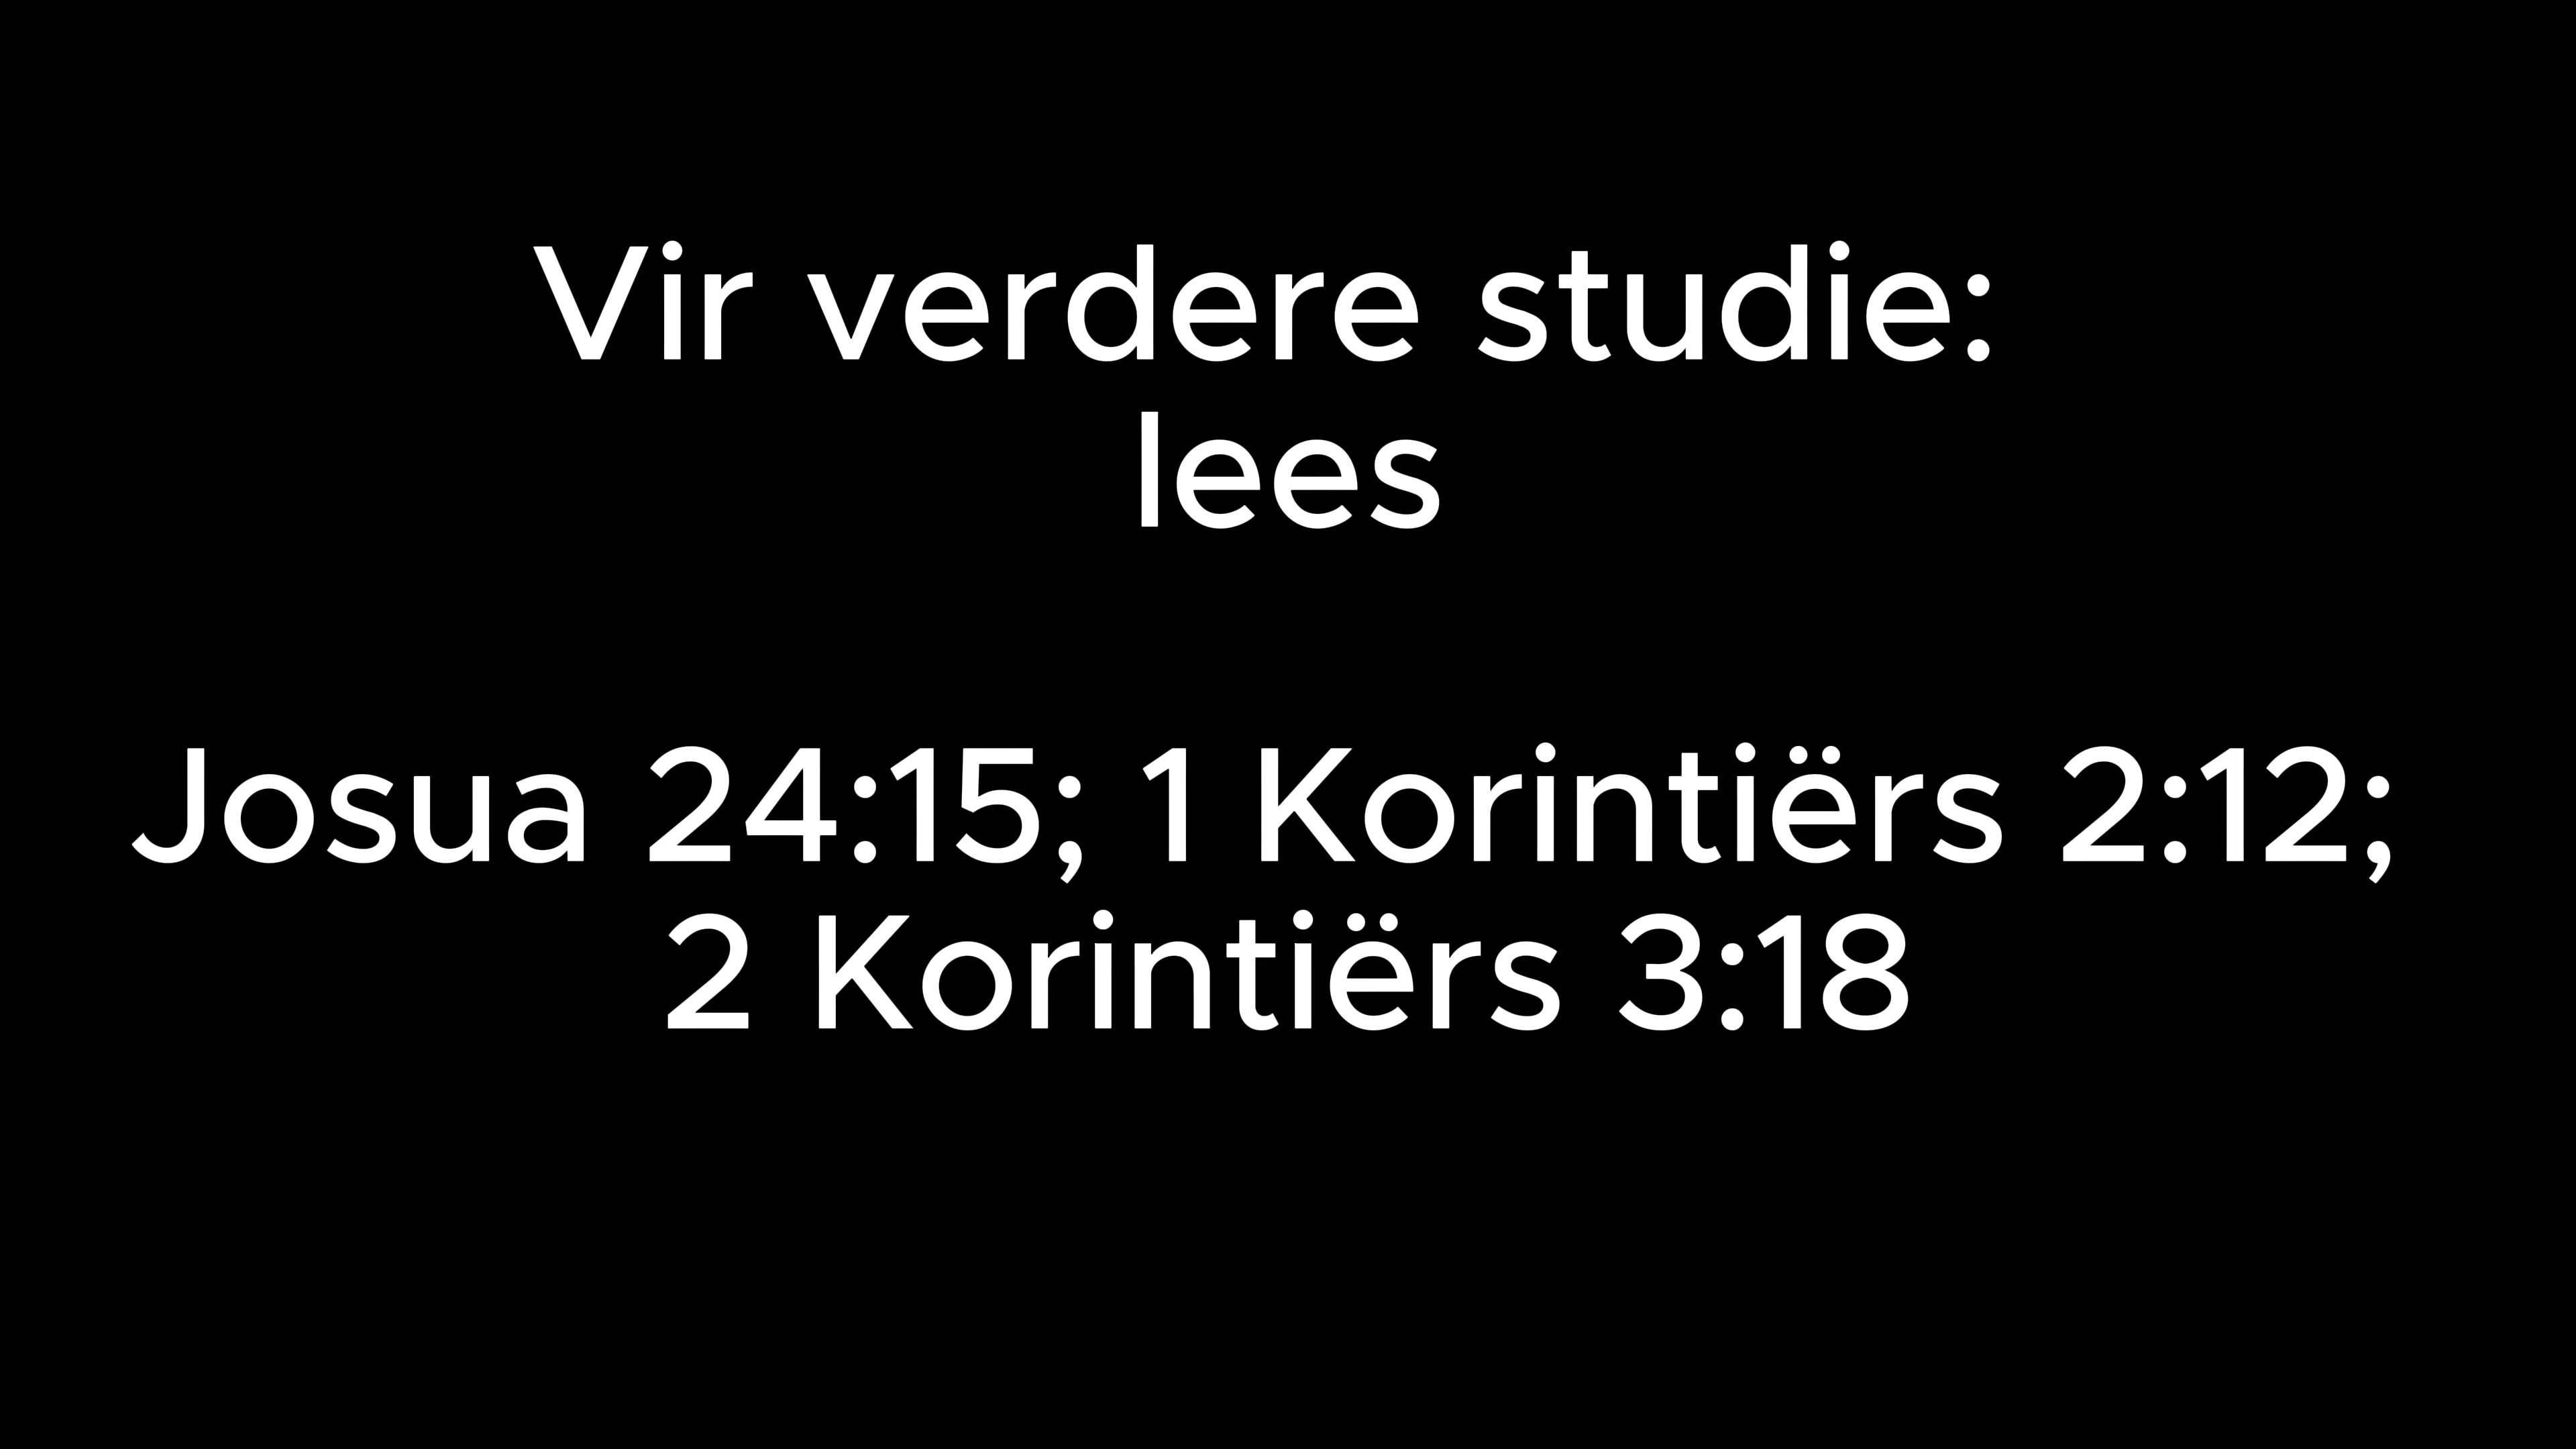 Vir verdere studie:
lees
Josua 24:15; 1 Korintiërs 2:12;
2 Korintiërs 3:18